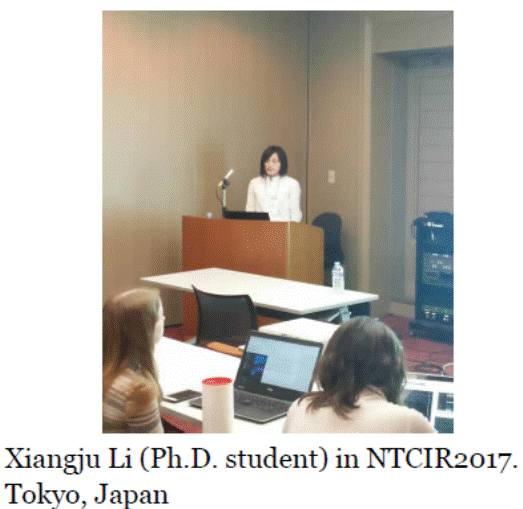 Xiangju Li (Ph.D. student) in NTCIR2017.
Tokyo, Japan